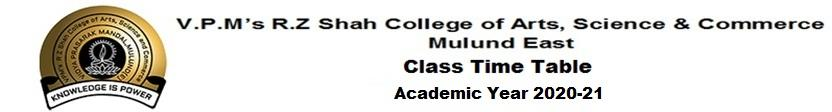 VPM's R Z Shah College of Arts, Science and Commerce
VIDYA PRASARAK MANDAL, MULUND(E)
KNOWLEDGE IS POWER
V.P.M's R.Z Shah College of Arts, Science & Commerce
Mulund East
Class Time Table
Academic Year 2020-21